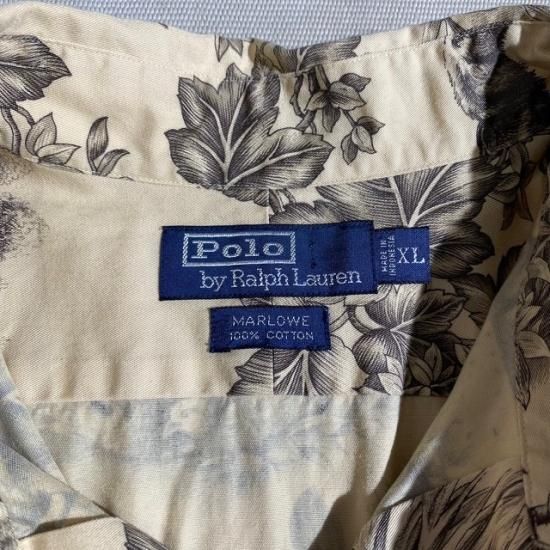 Polo
by Ralph Lauren
MADE IN
INDONESIA
XL
MARLOWE
100% COTTON